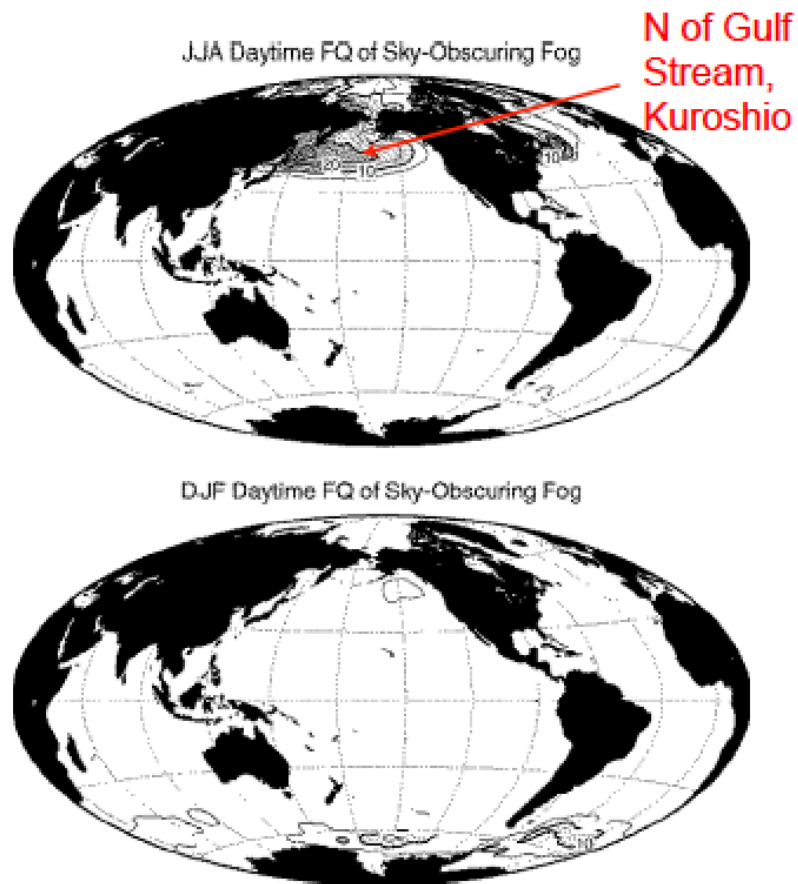 N of Gulf
Stream,
Kuroshio
JJA Daytime FQ of Sky-Obscuring Fog
10
20
10
DJF Daytime FQ of Sky-Obscuring Fog
10